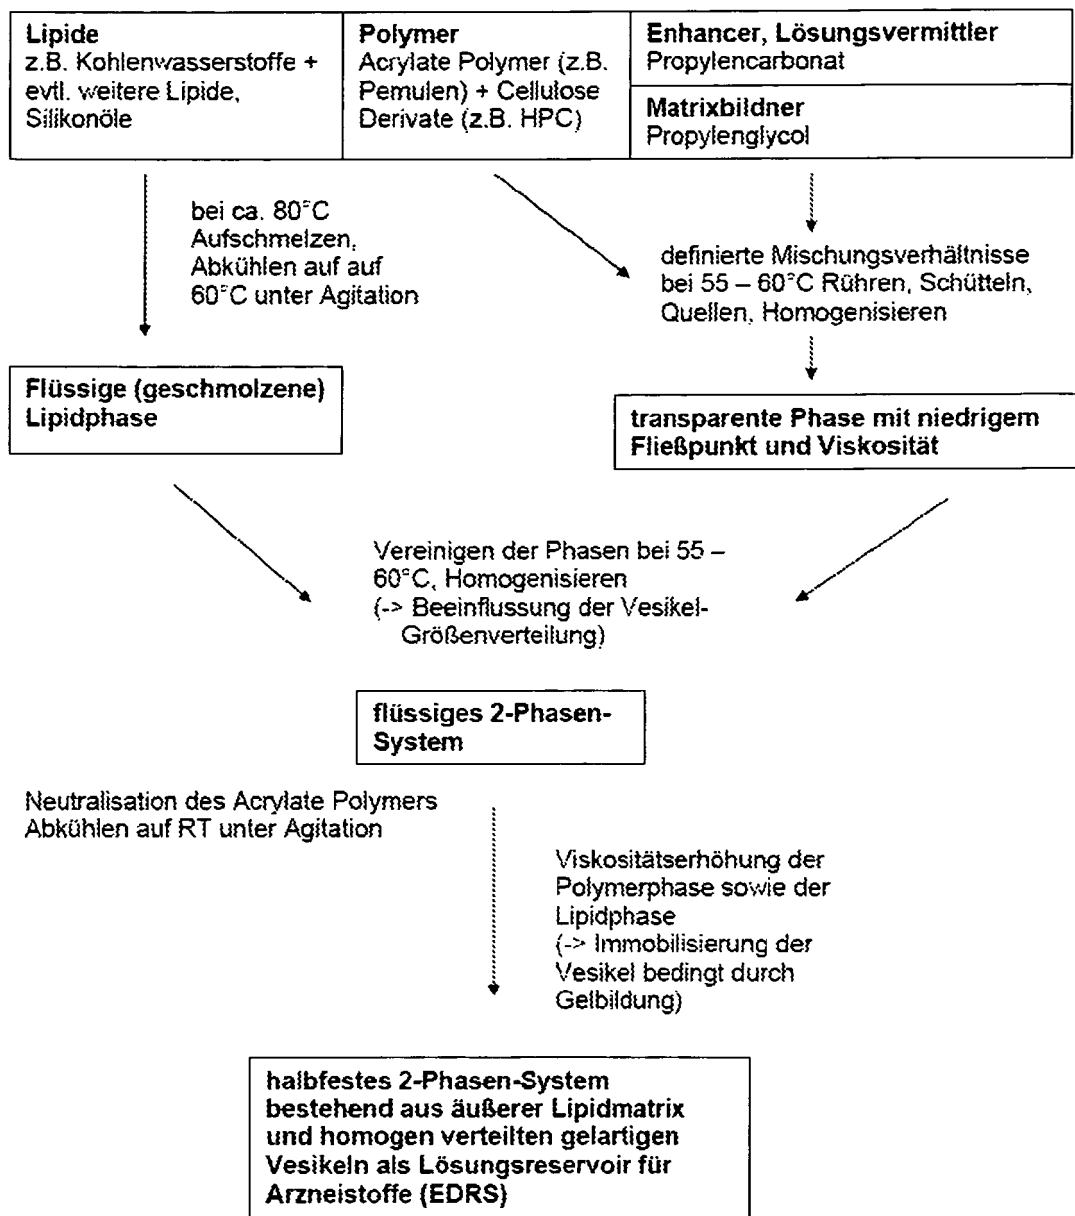 Lipide
z.B. Kohlenwasserstoffe +
evtl. weitere Lipide,
Silikonöle
Polymer
Acrylate Polymer (z.B.
Pemulen) + Cellulose
Derivate (z.B. HPC)
Enhancer, Lösungsvermittler
Propylencarbonat
Matrixbildner
Propylenglycol
bei ca. 80°C
Aufschmelzen,
Abkühlen auf auf
60°C unter Agitation
definierte Mischungsverhältnisse
bei 55 – 60°C Rühren, Schütteln,
Quellen, Homogenisieren
Flüssige (geschmolzene)
Lipidphase
transparente Phase mit niedrigem
Fließpunkt und Viskosität
Vereinigen der Phasen bei 55 –
60°C, Homogenisieren
(-> Beeinflussung der Vesikel-
Größenverteilung)
flüssiges 2-Phasen-
System
Neutralisation des Acrylate Polymers
Abkühlen auf RT unter Agitation
Viskositätserhöhung der
Polymerphase sowie der
Lipidphase
(-> Immobilisierung der
Vesikel bedingt durch
Gelbildung)
halbfestes 2-Phasen-System
bestehend aus äußerer Lipidmatrix
und homogen verteilten gelartigen
Vesikeln als Lösungsreservoir für
Arzneistoffe (EDRS)